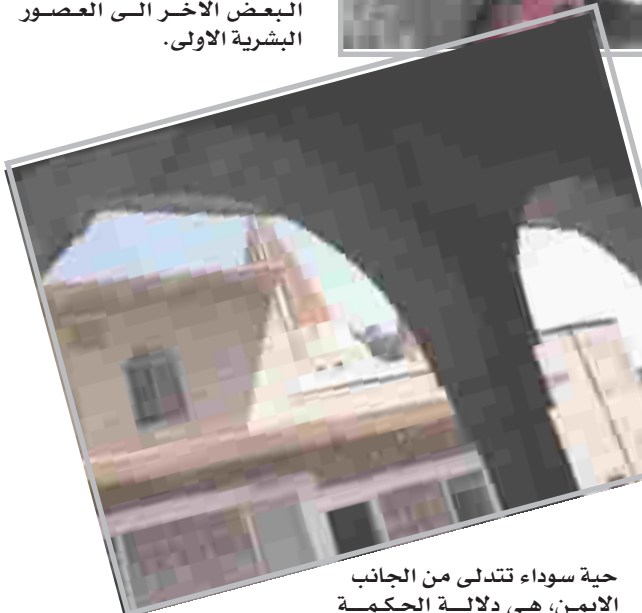 البعض الاخر الى العصور
البشرية الاولى.
حية سوداء تتدلى من الجانب
الايمن، هي دلالة الحكمة